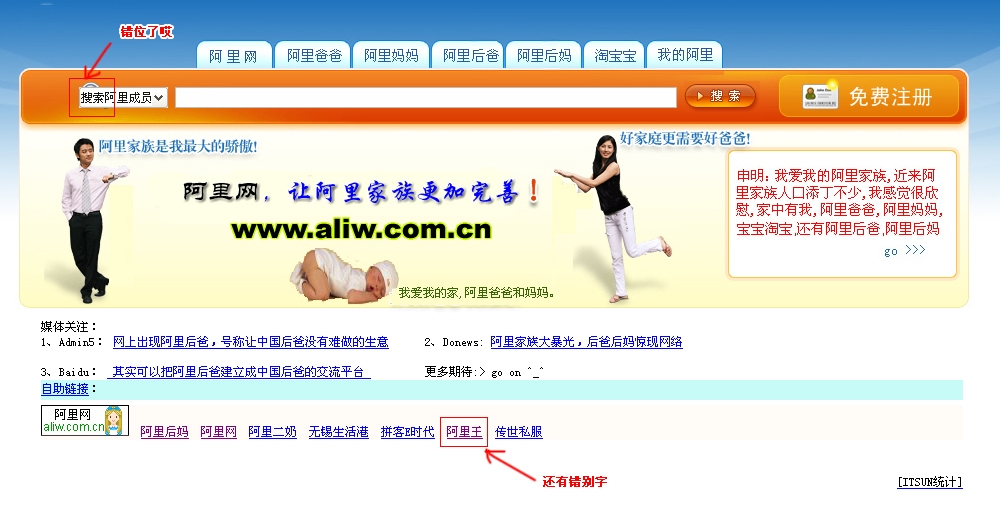 错位了哎
阿里网 阿里爸爸 阿里妈妈 阿里后爸 阿里后妈 淘宝宝 我的阿里
搜索阿里成员 搜索 免费注册
阿里家族是我最大的骄傲!
好家庭更需要好爸爸!
阿里网，让阿里家族更加完善！
www.aliw.com.cn
我爱我的家,阿里爸爸和妈妈。
申明：我爱我的阿里家族,近来阿
里家族人口添丁不少,我感觉很欣
慰,家中有我,阿里爸爸,阿里妈妈,
宝宝淘宝,还有阿里后爸,阿里后妈
go >>>
媒体关注：
1、Admin5： 网上出现阿里后爸，号称让中国后爸没有难做的生意 2、Donews: 阿里家族大暴光，后爸后妈惊现网络
3、Baidu： 其实可以把阿里后爸建立成中国后爸的交流平台 更多期待:> go on ^_^
自助链接：
阿里网
aliw.com.cn
阿里后妈 阿里网 阿里二奶 无锡生活港 拼客E时代 阿里王 传世私服
还有错别字
[ITSUN统计]